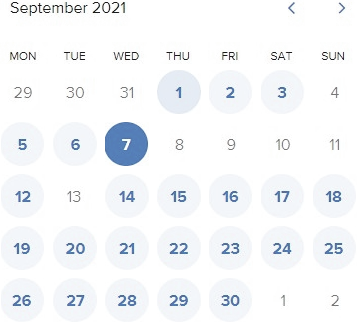 September 2021
MON TUE WED THU FRI SAT SUN
29 30 31 1 2 3 4
5 6 7 8 9 10 11
12 13 14 15 16 17 18
19 20 21 22 23 24 25
26 27 28 29 30 1 2